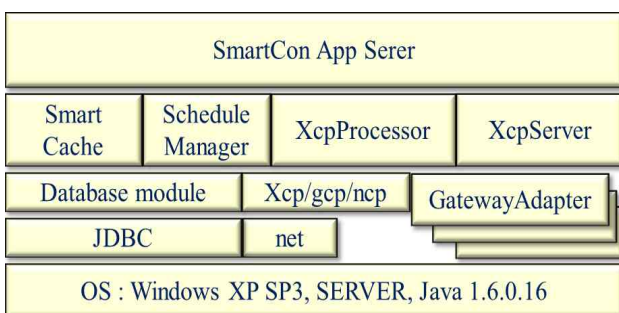 SmartCon App Serer
Smart
Cache
Schedule
Manager
XcpProcessor
XcpServer
Database module
Xcp/gcp/ncp
GatewayAdapter
JDBC
net
OS : Windows XP SP3, SERVER, Java 1.6.0.16